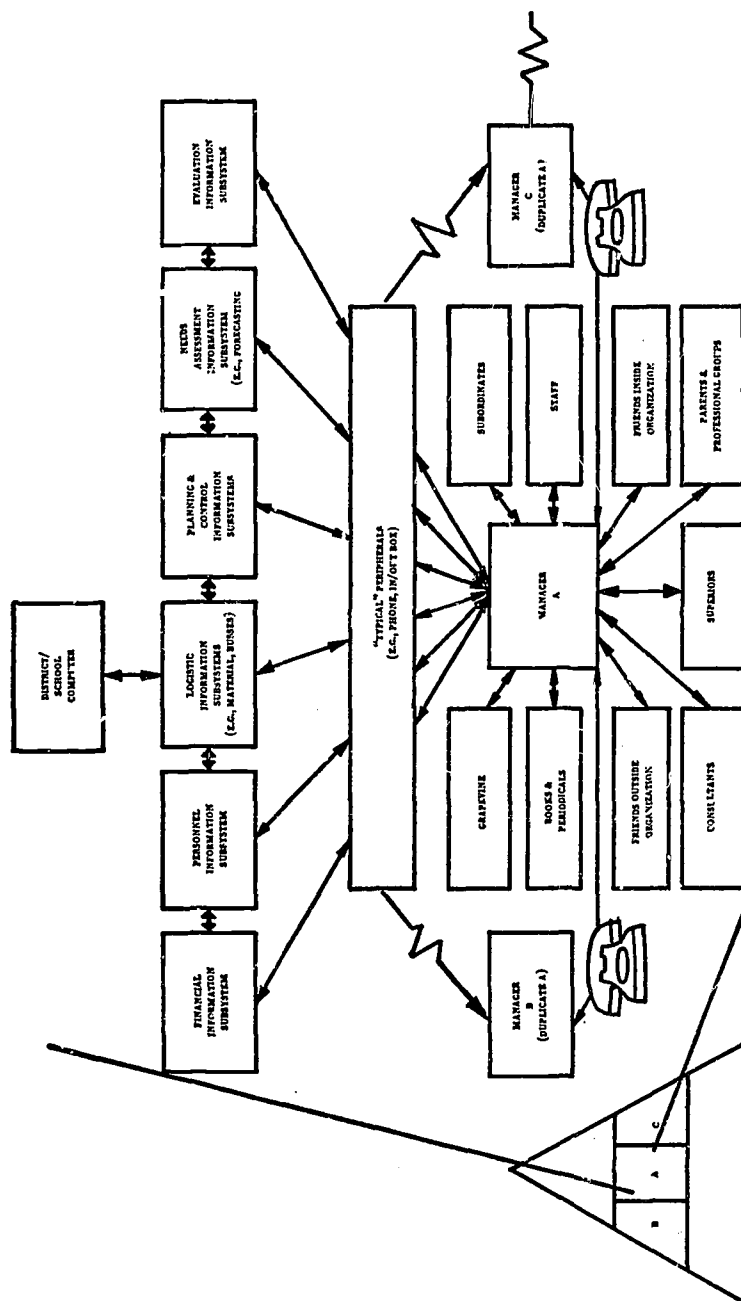 DISTRICT/
SCHOOL
COMPUTER
FINANCIAL
INFORMATION
SUBSYSTEM
PERSONNEL
INFORMATION
SUBSYSTEM
LOGISTIC
INFORMATION
SUBSYSTEMS
(E.G., MATERIAL, BUSSES)
PLANNING &
CONTROL
INFORMATION
SUBSYSTEMS
NEEDS
ASSESSMENT
INFORMATION
SUBSYSTEM
(E.G., FORECASTING)
EVALUATION
INFORMATION
SUBSYSTEM
"TYPICAL" PERIPHERALS
(E.G., PHONE, IN/OUT BOX)
MANAGER
B
(DUPLICATE A)
GRAPEVINE
BOOKS &
PERIODICALS
FRIENDS OUTSIDE
ORGANIZATION
CONSULTANTS
MANAGER
A
SUPERIORS
SUBORDINATES
STAFF
FRIENDS INSIDE
ORGANIZATION
PARENTS &
PROFESSIONAL GROUPS
MANAGER
C
(DUPLICATE A)
B
A
C